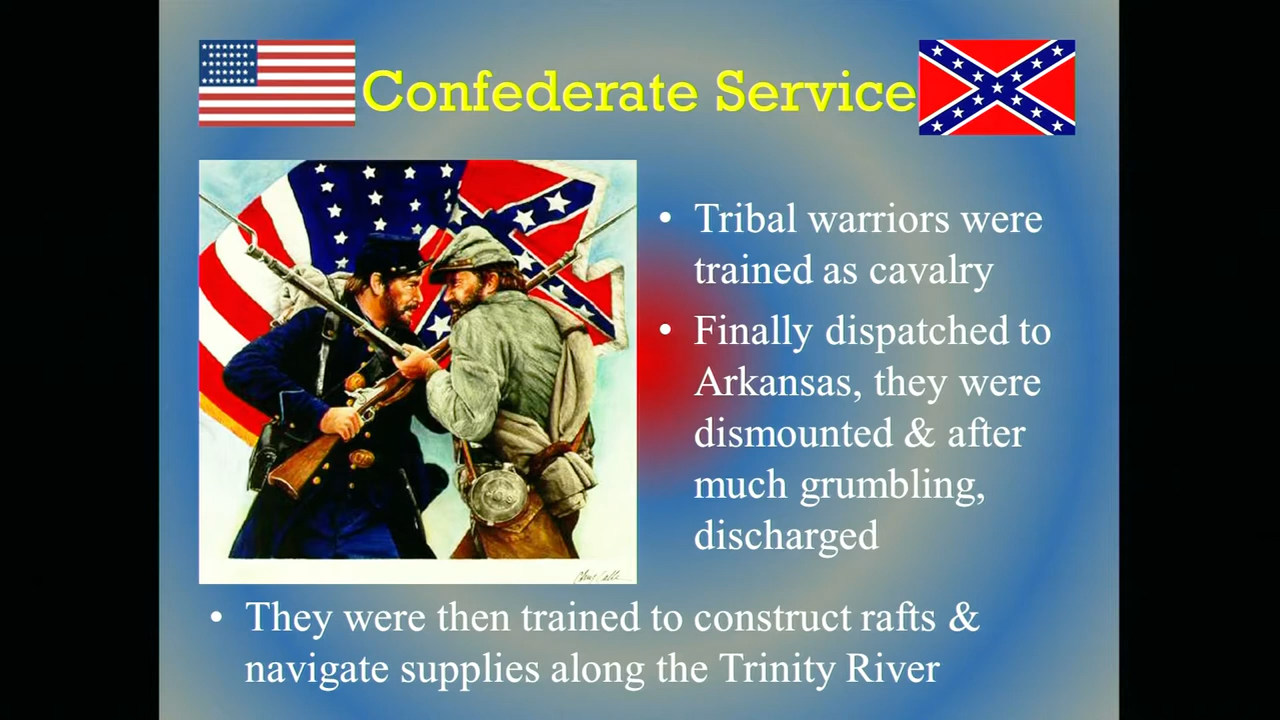 Confederate Service
• Tribal warriors were
trained as cavalry
• Finally dispatched to
Arkansas, they were
dismounted & after
much grumbling,
discharged
• They were then trained to construct rafts &
navigate supplies along the Trinity River